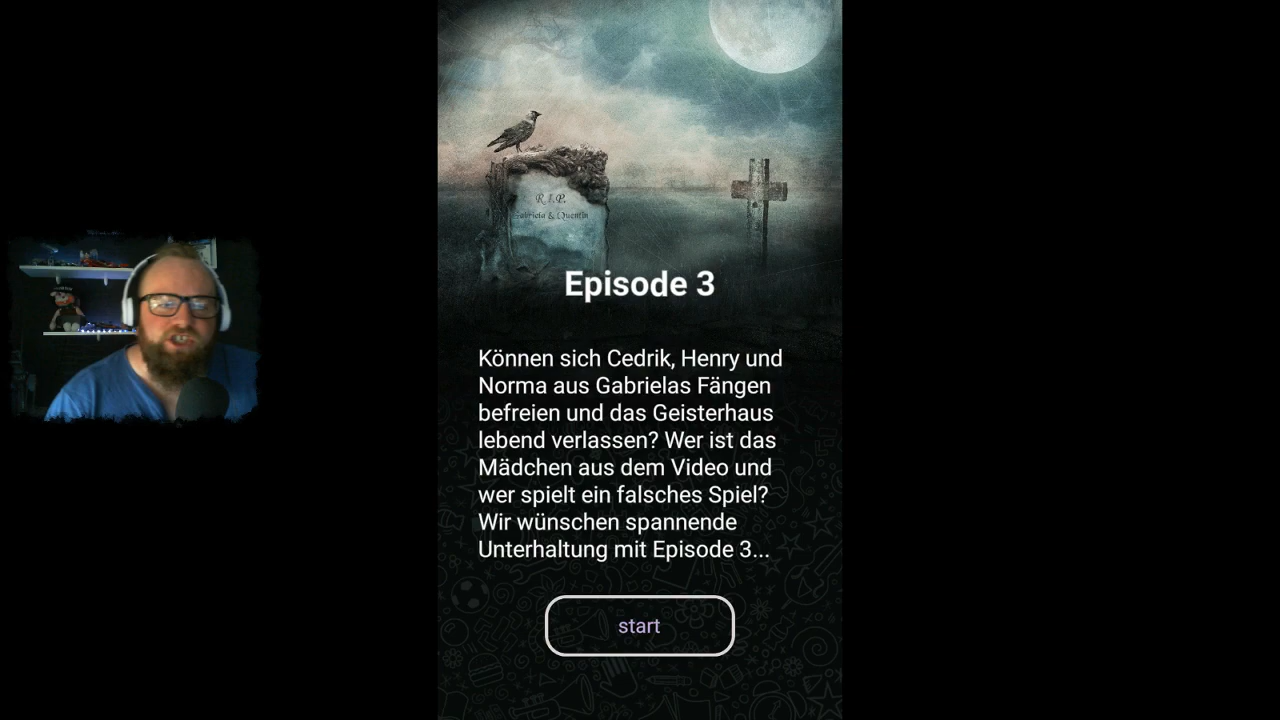 R.I.P.
Gabriela & Quentin
Episode 3
Können sich Cedrik, Henry und
Norma aus Gabrielas Fängen
befreien und das Geisterhaus
lebend verlassen? Wer ist das
Mädchen aus dem Video und
wer spielt ein falsches Spiel?
Wir wünschen spannende
Unterhaltung mit Episode 3...
start